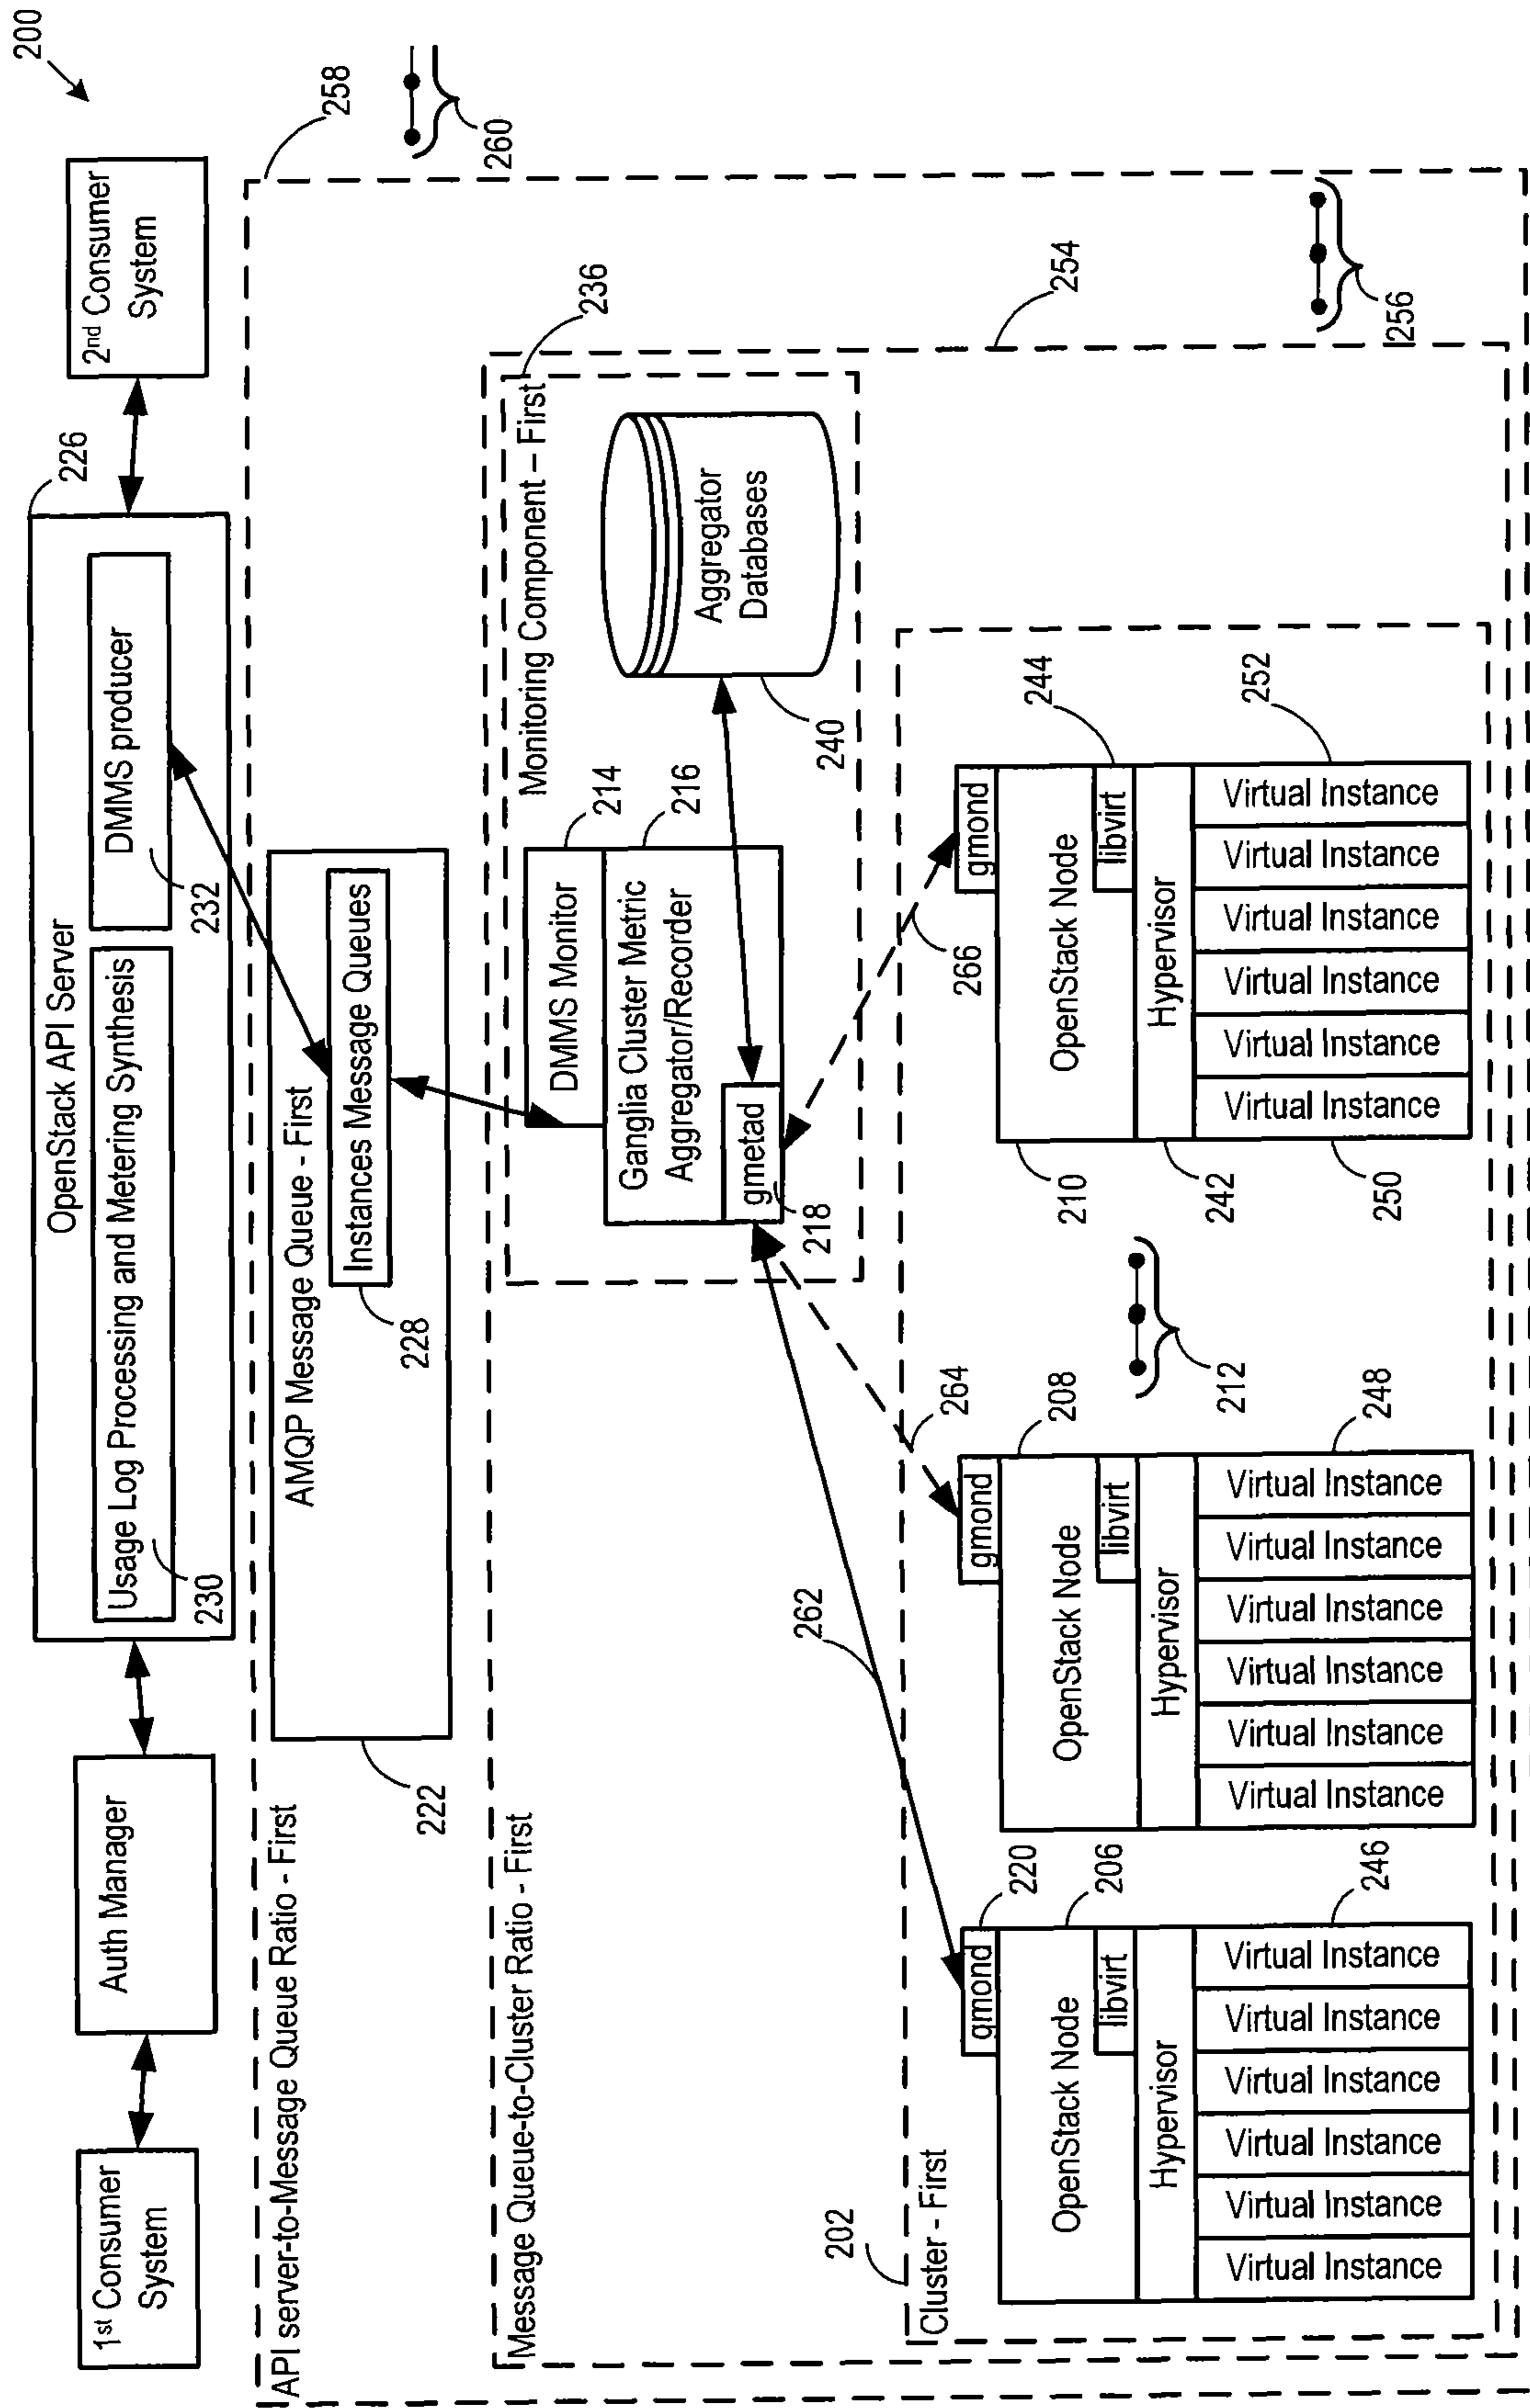 200
1st Consumer
System
Auth Manager
OpenStack API Server
226
Usage Log Processing and Metering Synthesis
230
DMMS producer
232
2nd Consumer
System
API server-to-Message Queue Ratio - First
258
260
AMQP Message Queue - First
222
Instances Message Queues
228
Message Queue-to-Cluster Ratio - First
254
256
Monitoring Component – First
236
DMMS Monitor
214
Ganglia Cluster Metric
Aggregator/Recorder
216
gmetad
218
Aggregator
Databases
240
262
264
266
202
Cluster - First
gmond
220
OpenStack Node
206
libvirt
Hypervisor
Virtual Instance
Virtual Instance
Virtual Instance
Virtual Instance
Virtual Instance
Virtual Instance
246
gmond
OpenStack Node
208
libvirt
Hypervisor
Virtual Instance
Virtual Instance
Virtual Instance
Virtual Instance
Virtual Instance
Virtual Instance
248
212
gmond
OpenStack Node
210
libvirt
244
Hypervisor
242
Virtual Instance
Virtual Instance
Virtual Instance
Virtual Instance
Virtual Instance
Virtual Instance
250
252